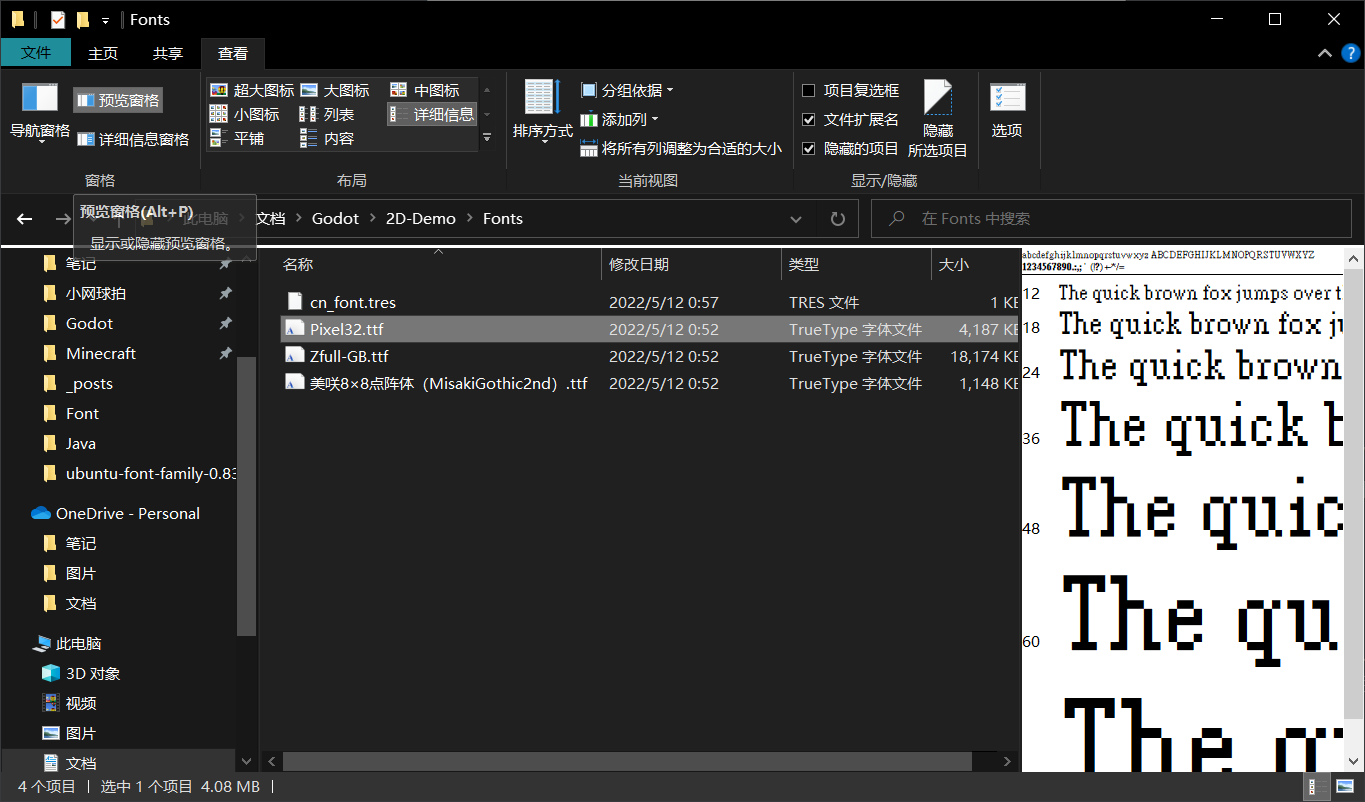 Fonts
文件 主页 共享 查看
导航窗格
预览窗格
详细信息窗格
窗格
超大图标 大图标 中图标
小图标 列表 详细信息
平铺 内容
布局
排序方式
分组依据
添加列
将所有列调整为合适的大小
当前视图
项目复选框
文件扩展名
隐藏的项目
隐藏
所选项目
显示/隐藏
选项
此电脑 文档 Godot 2D-Demo Fonts
在 Fonts 中搜索
预览窗格(Alt+P)
显示或隐藏预览窗格。
笔记
小网球拍
Godot
Minecraft
_posts
Font
Java
ubuntu-font-family-0.83
OneDrive - Personal
笔记
图片
文档
此电脑
3D 对象
视频
图片
文档
名称 修改日期 类型 大小
cn_font.tres 2022/5/12 0:57 TRES 文件 1 KB
Pixel32.ttf 2022/5/12 0:52 TrueType 字体文件 4,187 KB
Zfull-GB.ttf 2022/5/12 0:52 TrueType 字体文件 18,174 KB
美咲8×8点阵体（MisakiGothic2nd）.ttf 2022/5/12 0:52 TrueType 字体文件 1,148 KB
abcdefghijklmnopqrstuvwxyz ABCDEFGHIJKLMNOPQRSTUVWXYZ
1234567890.:,; ' (!?) +-*/=
12 The quick brown fox jumps over t
18 The quick brown fox ju
24 The quick brown
36 The quick b
48 The quic
60 The qu
The qu
4 个项目 选中 1 个项目 4.08 MB